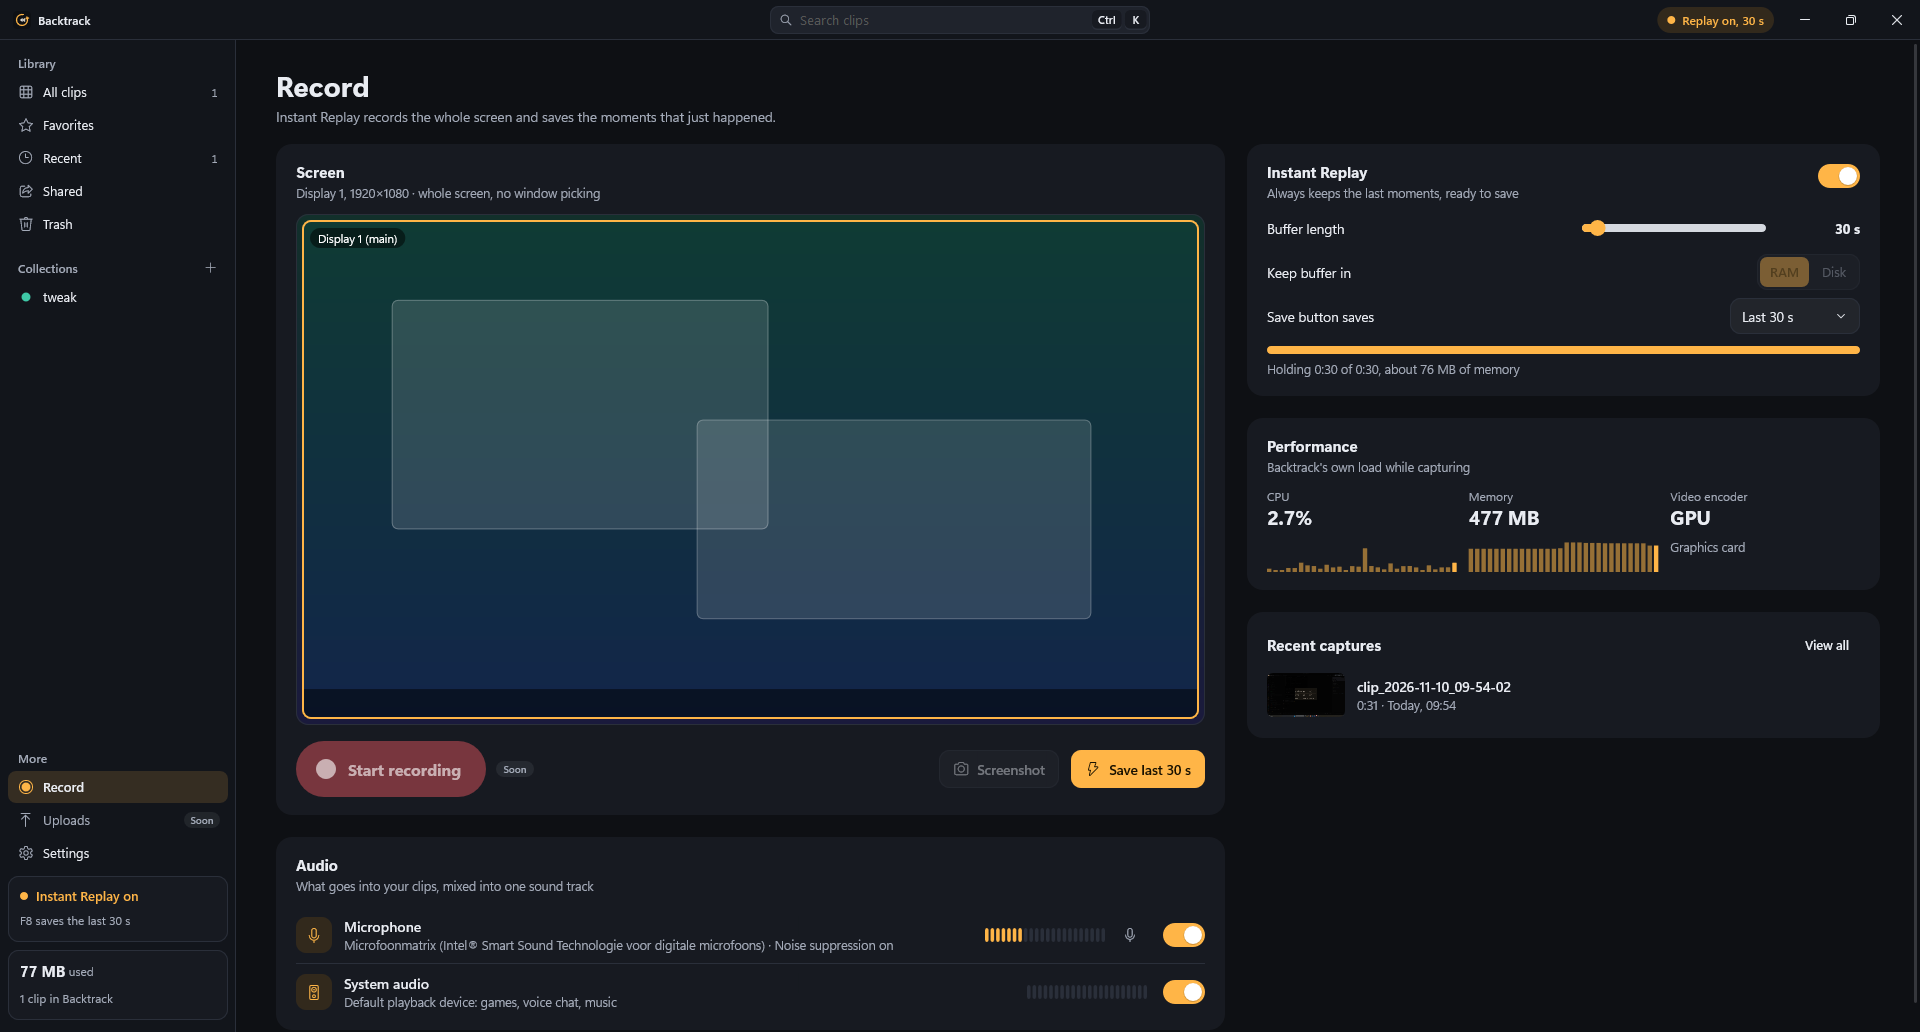 Backtrack
Search clips
Ctrl K
Replay on, 30 s
Library
All clips 1
Favorites
Recent 1
Shared
Trash
Collections
tweak
More
Record
Uploads Soon
Settings
Instant Replay on
F8 saves the last 30 s
77 MB used
1 clip in Backtrack
Record
Instant Replay records the whole screen and saves the moments that just happened.
Screen
Display 1, 1920×1080 · whole screen, no window picking
Display 1 (main)
Start recording
Soon
Screenshot
Save last 30 s
Audio
What goes into your clips, mixed into one sound track
Microphone
Microfoonmatrix (Intel® Smart Sound Technologie voor digitale microfoons) · Noise suppression on
System audio
Default playback device: games, voice chat, music
Instant Replay
Always keeps the last moments, ready to save
Buffer length 30 s
Keep buffer in RAM Disk
Save button saves Last 30 s
Holding 0:30 of 0:30, about 76 MB of memory
Performance
Backtrack's own load while capturing
CPU
2.7%
Memory
477 MB
Video encoder
GPU
Graphics card
Recent captures View all
clip_2026-11-10_09-54-02
0:31 · Today, 09:54